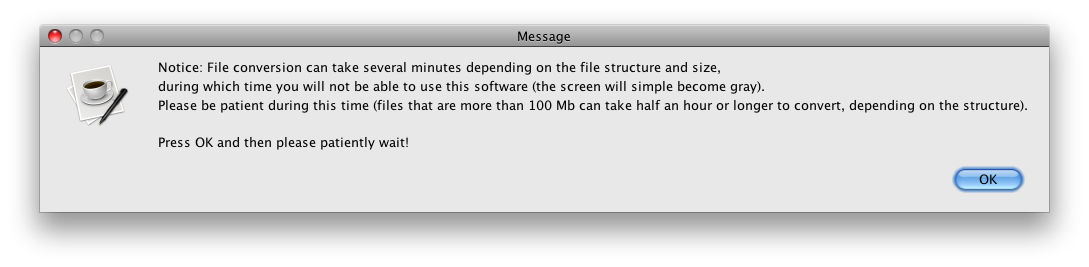 Message
Notice: File conversion can take several minutes depending on the file structure and size,
during which time you will not be able to use this software (the screen will simple become gray).
Please be patient during this time (files that are more than 100 Mb can take half an hour or longer to convert, depending on the structure).
Press OK and then please patiently wait!
OK